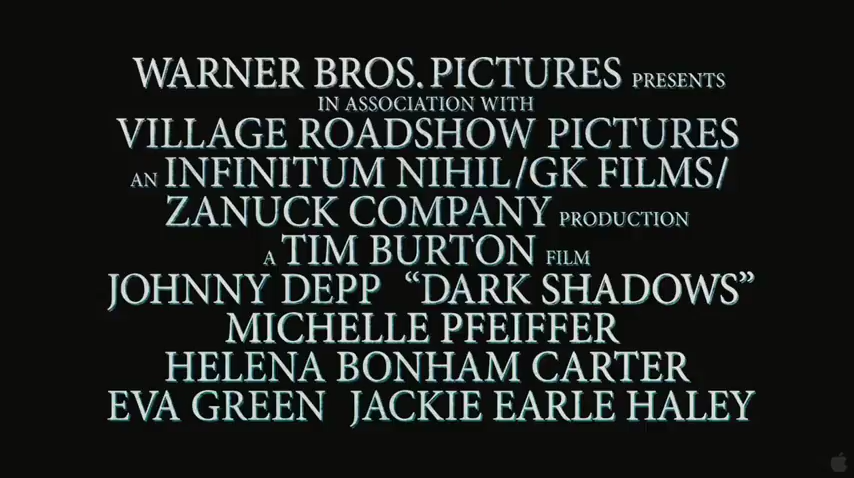 WARNER BROS. PICTURES PRESENTS
IN ASSOCIATION WITH
VILLAGE ROADSHOW PICTURES
AN INFINITUM NIHIL/GK FILMS/
ZANUCK COMPANY PRODUCTION
A TIM BURTON FILM
JOHNNY DEPP “DARK SHADOWS”
MICHELLE PFEIFFER
HELENA BONHAM CARTER
EVA GREEN JACKIE EARLE HALEY